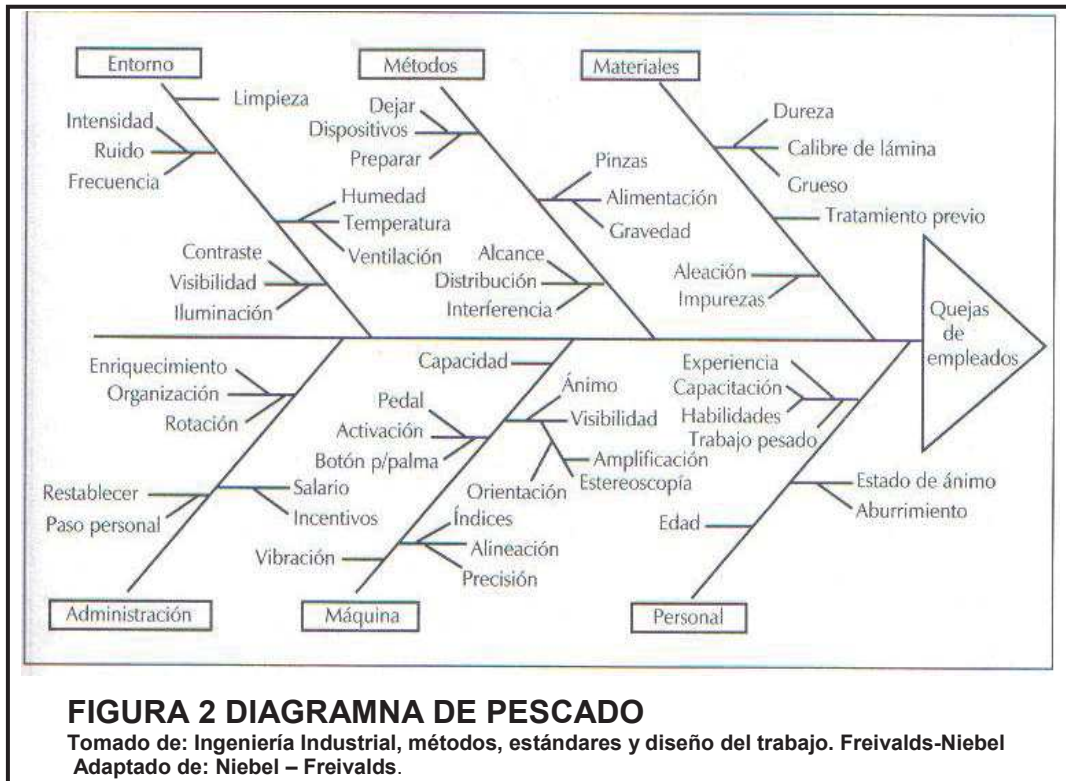 Entorno
Métodos
Materiales
Limpieza
Intensidad
Ruido
Frecuencia
Humedad
Temperatura
Ventilación
Contraste
Visibilidad
Iluminación
Dejar
Dispositivos
Preparar
Pinzas
Alimentación
Gravedad
Alcance
Distribución
Interferencia
Dureza
Calibre de lámina
Grueso
Tratamiento previo
Aleación
Impurezas
Quejas
de
empleados
Enriquecimiento
Organización
Rotación
Restablecer
Paso personal
Salario
Incentivos
Capacidad
Pedal
Activación
Botón p/palma
Ánimo
Visibilidad
Amplificación
Estereoscopía
Orientación
Vibración
Índices
Alineación
Precisión
Experiencia
Capacitación
Habilidades
Trabajo pesado
Estado de ánimo
Aburrimiento
Edad
Administración
Máquina
Personal
FIGURA 2 DIAGRAMNA DE PESCADO
Tomado de: Ingeniería Industrial, métodos, estándares y diseño del trabajo. Freivalds-Niebel
Adaptado de: Niebel – Freivalds.